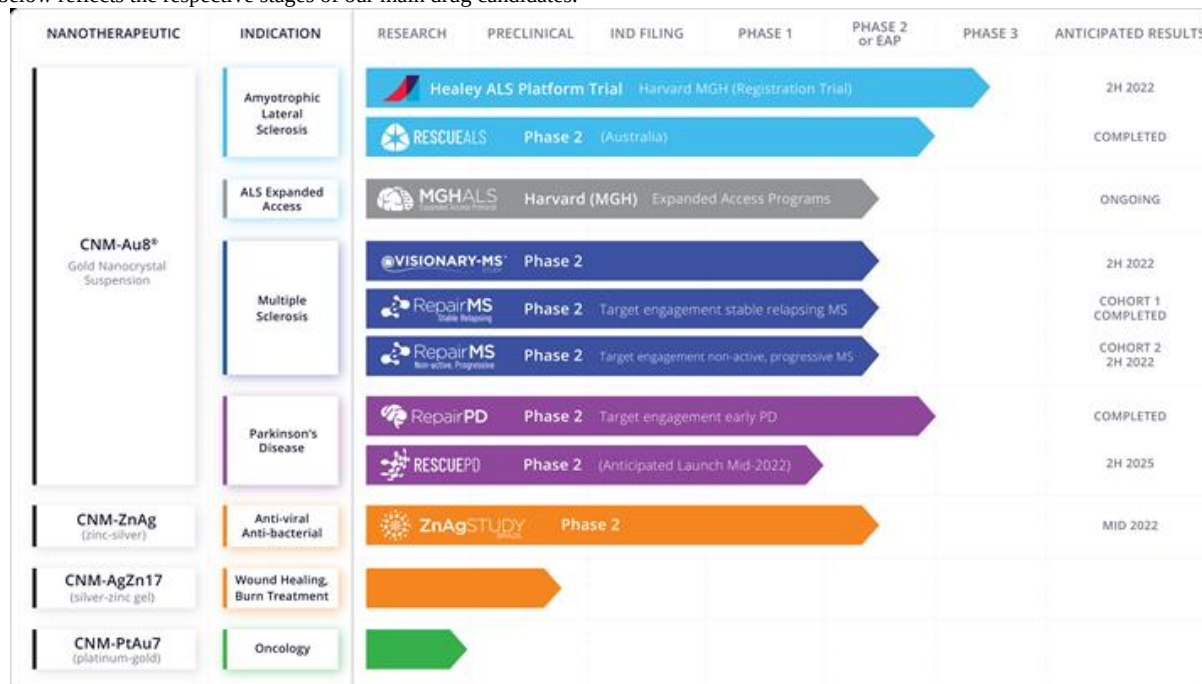 below reflects the respective stages of our main drug candidates.
NANOTHERAPEUTIC
INDICATION
RESEARCH
PRECLINICAL
IND FILING
PHASE 1
PHASE 2
or EAP
PHASE 3
ANTICIPATED RESULTS
CNM-Au8®
Gold Nanocrystal
Suspension
Amyotrophic
Lateral
Sclerosis
Healey ALS Platform Trial Harvard MGH (Registration Trial)
2H 2022
RESCUEALS Phase 2 (Australia)
COMPLETED
ALS Expanded
Access
MGHALS Harvard (MGH) Expanded Access Programs
Expanded Access Protocol
ONGOING
Multiple
Sclerosis
VISIONARY-MS Phase 2
STUDY
2H 2022
RepairMS Phase 2 Target engagement stable relapsing MS
Stable Relapsing
COHORT 1
COMPLETED
RepairMS Phase 2 Target engagement non-active, progressive MS
Non-active, Progressive
COHORT 2
2H 2022
Parkinson's
Disease
RepairPD Phase 2 Target engagement early PD
COMPLETED
RESCUEPD Phase 2 (Anticipated Launch Mid-2022)
2H 2025
CNM-ZnAg
(zinc-silver)
Anti-viral
Anti-bacterial
ZnAgSTUDY Phase 2
BRAZIL
MID 2022
CNM-AgZn17
(silver-zinc gel)
Wound Healing,
Burn Treatment
CNM-PtAu7
(platinum-gold)
Oncology